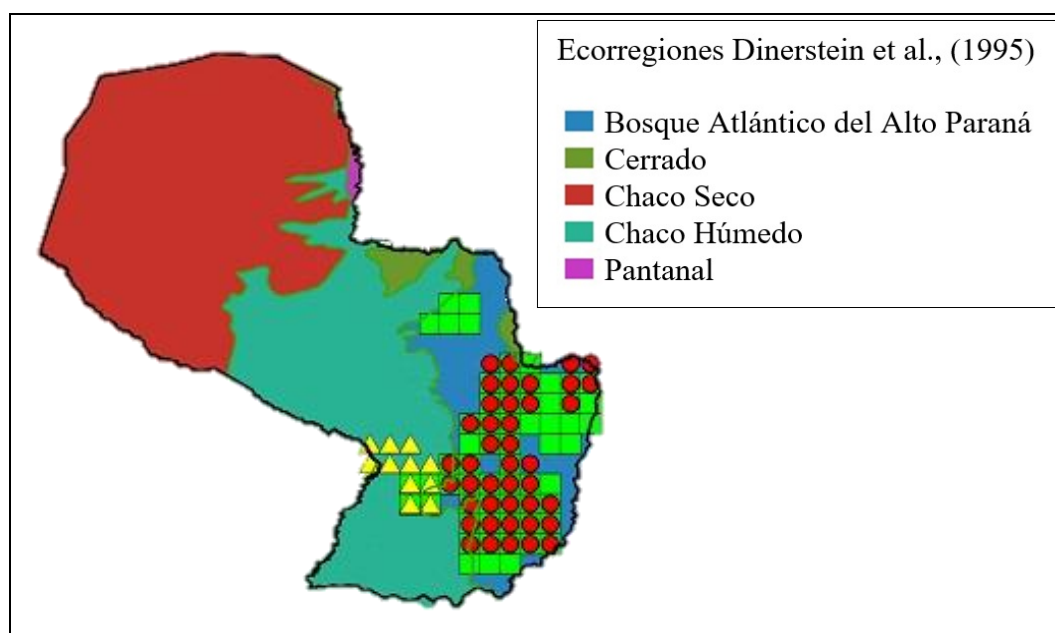 Ecorregiones Dinerstein et al., (1995)
Bosque Atlántico del Alto Paraná
Cerrado
Chaco Seco
Chaco Húmedo
Pantanal